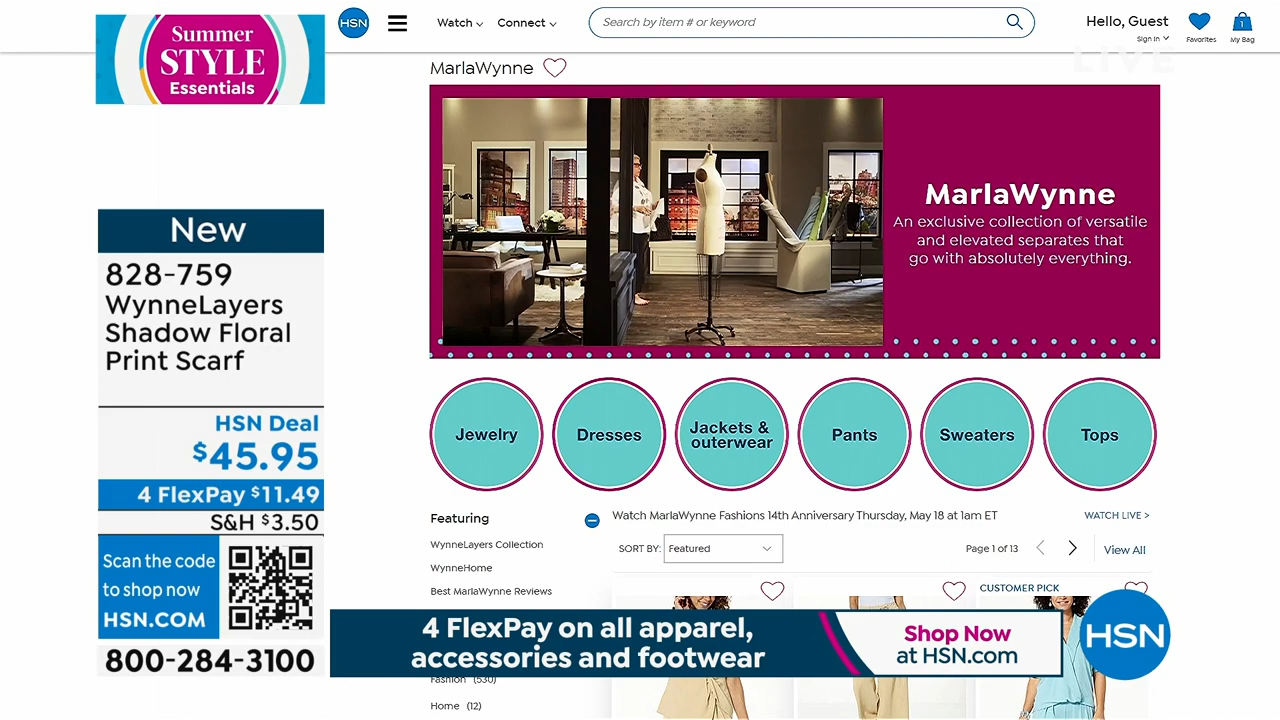 Summer
STYLE
Essentials
HSN
Watch
Connect
Search by item # or keyword
Hello, Guest
Sign In
Favorites
1
My Bag
LIVE
MarlaWynne
MarlaWynne
An exclusive collection of versatile
and elevated separates that
go with absolutely everything.
New
828-759
WynneLayers
Shadow Floral
Print Scarf
HSN Deal
$45.95
4 FlexPay $11.49
S&H $3.50
Scan the code
to shop now
HSN.COM
800-284-3100
Jewelry
Dresses
Jackets &
outerwear
Pants
Sweaters
Tops
Featuring
WynneLayers Collection
WynneHome
Best MarlaWynne Reviews
Fashion (530)
Home (12)
Watch MarlaWynne Fashions 14th Anniversary Thursday, May 18 at 1am ET
WATCH LIVE >
SORT BY: Featured
Page 1 of 13
View All
CUSTOMER PICK
4 FlexPay on all apparel,
accessories and footwear
Shop Now
at HSN.com
HSN